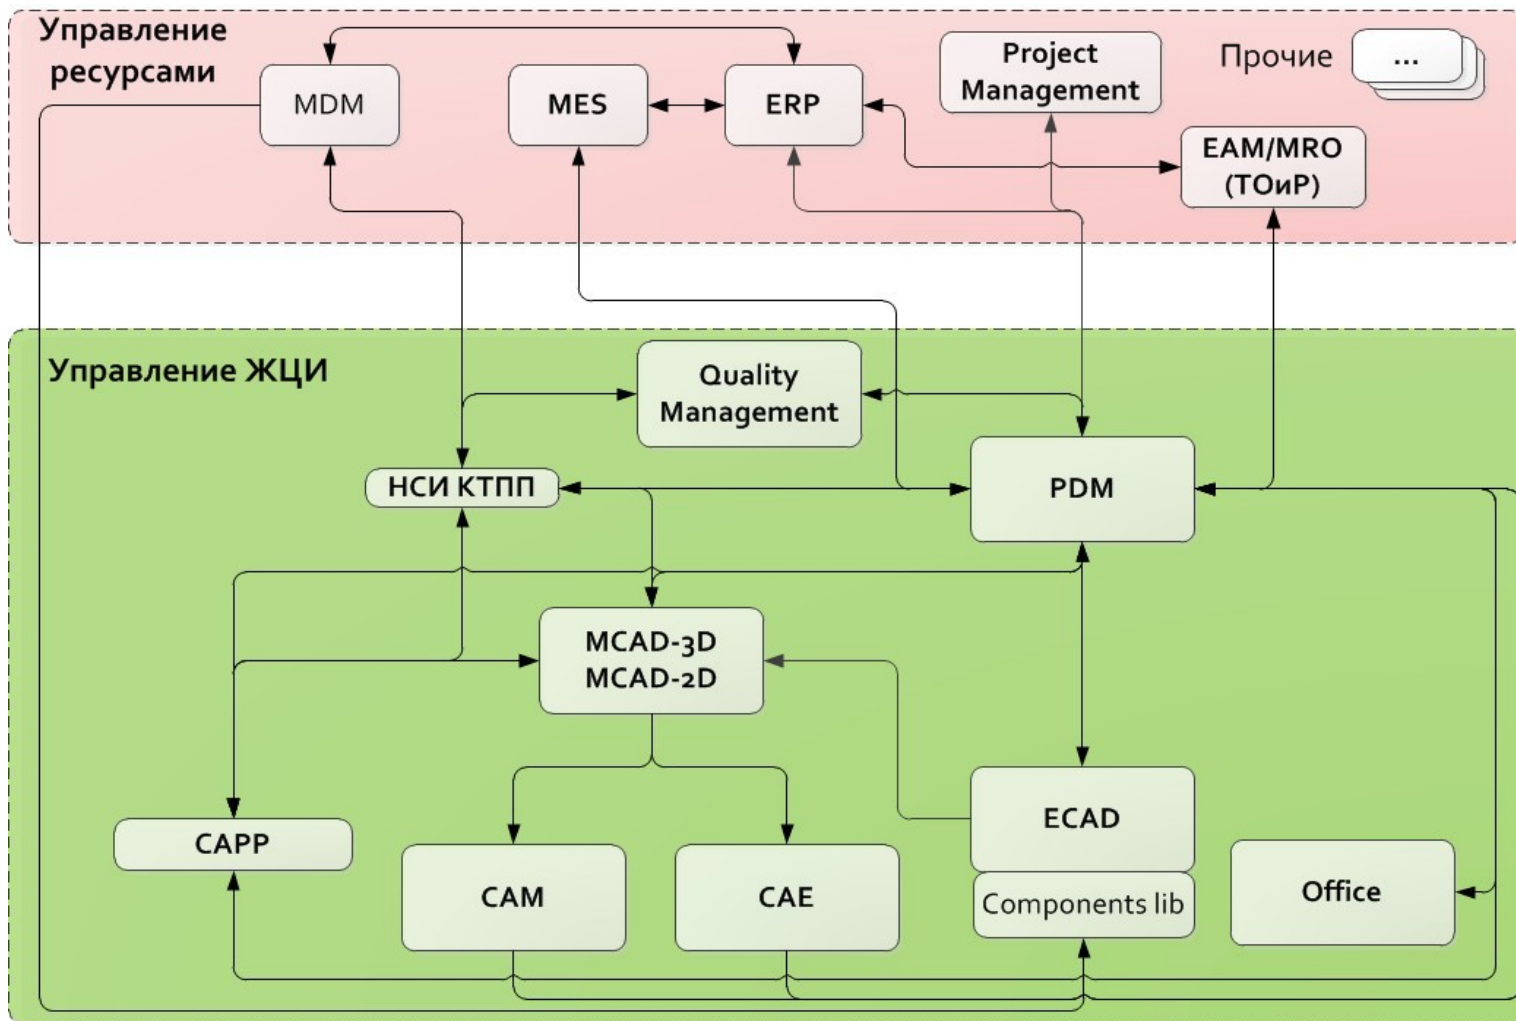 Управление
ресурсами
MDM
MES
ERP
Project
Management
Прочие
...
EAM/MRO
(ТОиР)
Управление ЖЦИ
Quality
Management
НСИ КТПП
PDM
MCAD-3D
MCAD-2D
CAPP
CAM
CAE
ECAD
Components lib
Office